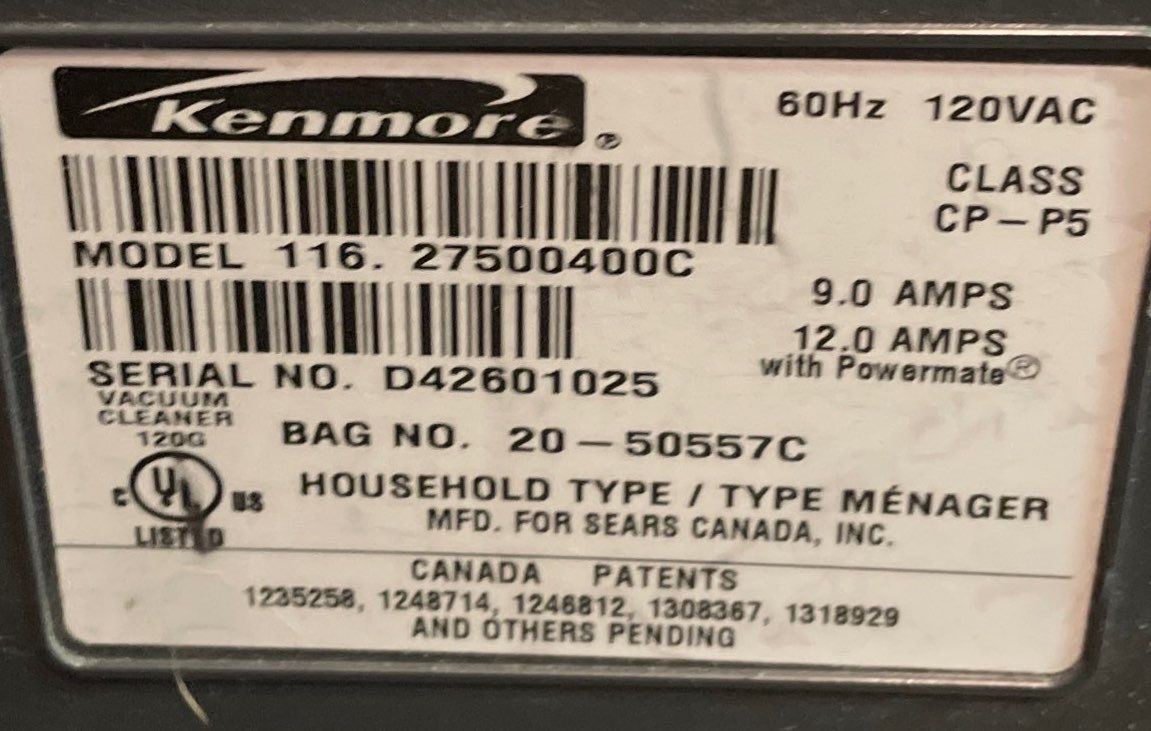 Kenmore®
60Hz 120VAC
CLASS
CP-P5
MODEL 116. 27500400C
9.0 AMPS
12.0 AMPS
with Powermate®
SERIAL NO. D42601025
VACUUM
CLEANER
120G
BAG NO. 20-50557C
C UL US
LISTED
HOUSEHOLD TYPE / TYPE MÉNAGER
MFD. FOR SEARS CANADA, INC.
CANADA PATENTS
1235258, 1248714, 1246812, 1308367, 1318929
AND OTHERS PENDING